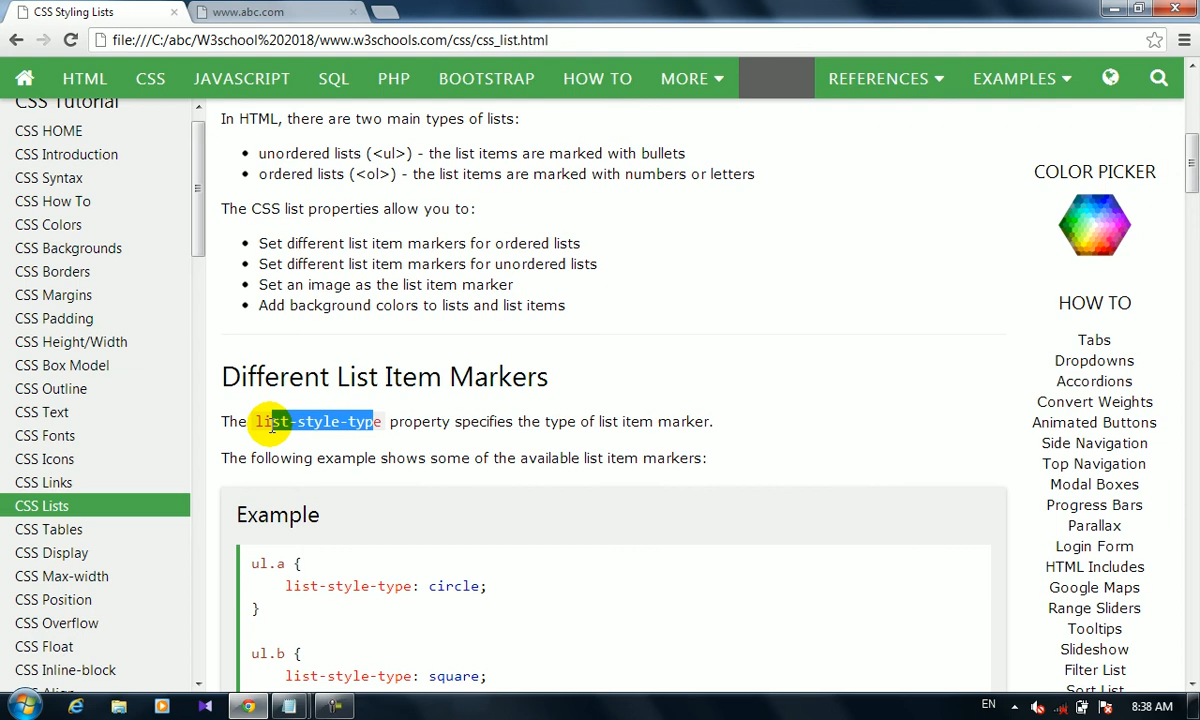 CSS Styling Lists
www.abc.com
file:///C:/abc/W3school%202018/www.w3schools.com/css/css_list.html
HTML CSS JAVASCRIPT SQL PHP BOOTSTRAP HOW TO MORE REFERENCES EXAMPLES
CSS Tutorial
CSS HOME
CSS Introduction
CSS Syntax
CSS How To
CSS Colors
CSS Backgrounds
CSS Borders
CSS Margins
CSS Padding
CSS Height/Width
CSS Box Model
CSS Outline
CSS Text
CSS Fonts
CSS Icons
CSS Links
CSS Lists
CSS Tables
CSS Display
CSS Max-width
CSS Position
CSS Overflow
CSS Float
CSS Inline-block
CSS Align
In HTML, there are two main types of lists:
unordered lists (<ul>) - the list items are marked with bullets
ordered lists (<ol>) - the list items are marked with numbers or letters
The CSS list properties allow you to:
Set different list item markers for ordered lists
Set different list item markers for unordered lists
Set an image as the list item marker
Add background colors to lists and list items
Different List Item Markers
The list-style-type property specifies the type of list item marker.
The following example shows some of the available list item markers:
Example
ul.a {
list-style-type: circle;
}
ul.b {
list-style-type: square;
COLOR PICKER
HOW TO
Tabs
Dropdowns
Accordions
Convert Weights
Animated Buttons
Side Navigation
Top Navigation
Modal Boxes
Progress Bars
Parallax
Login Form
HTML Includes
Google Maps
Range Sliders
Tooltips
Slideshow
Filter List
Sort List
EN
8:38 AM